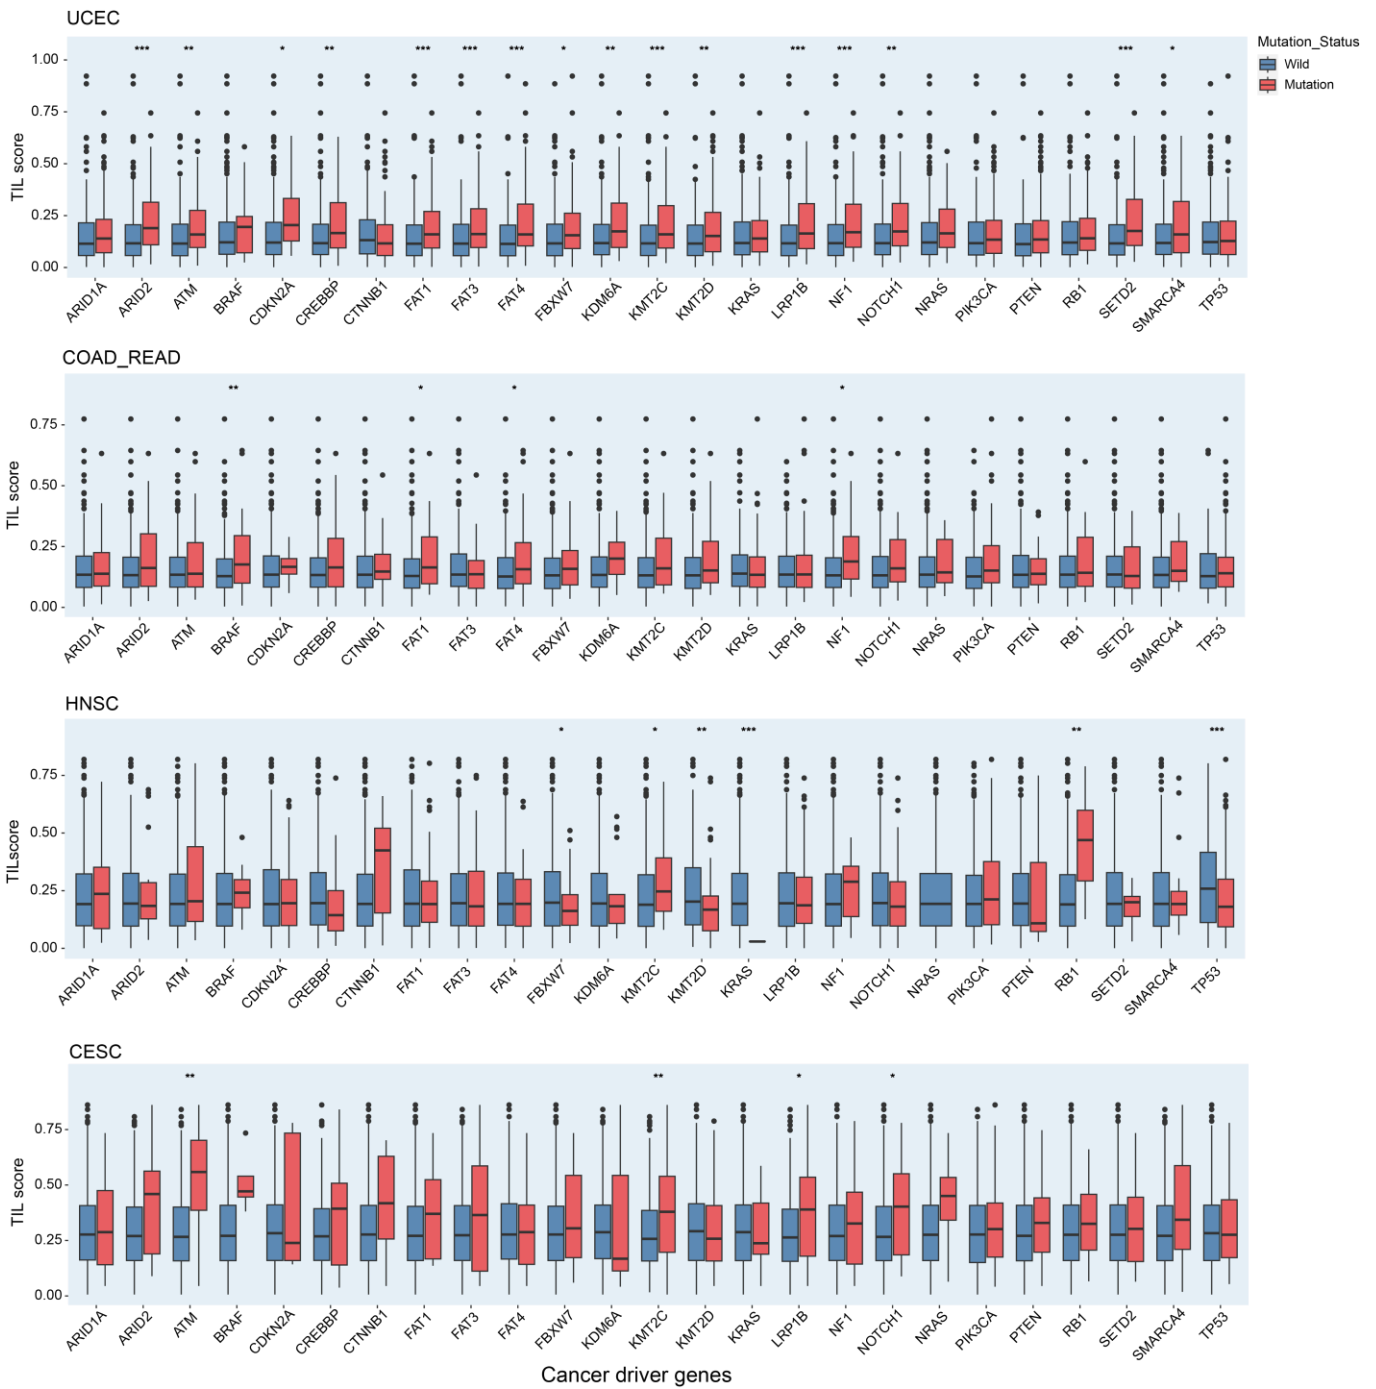 UCEC
*** ** * ** *** *** *** * ** *** ** *** *** ** *** *
Mutation_Status
Wild
Mutation
TIL score
1.00
0.75
0.50
0.25
0.00
ARID1A ARID2 ATM BRAF CDKN2A CREBBP CTNNB1 FAT1 FAT3 FAT4 FBXW7 KDM6A KMT2C KMT2D KRAS LRP1B NF1 NOTCH1 NRAS PIK3CA PTEN RB1 SETD2 SMARCA4 TP53
COAD_READ
** * * *
TIL score
0.75
0.50
0.25
0.00
ARID1A ARID2 ATM BRAF CDKN2A CREBBP CTNNB1 FAT1 FAT3 FAT4 FBXW7 KDM6A KMT2C KMT2D KRAS LRP1B NF1 NOTCH1 NRAS PIK3CA PTEN RB1 SETD2 SMARCA4 TP53
HNSC
* * ** *** ** ***
TILscore
0.75
0.50
0.25
0.00
ARID1A ARID2 ATM BRAF CDKN2A CREBBP CTNNB1 FAT1 FAT3 FAT4 FBXW7 KDM6A KMT2C KMT2D KRAS LRP1B NF1 NOTCH1 NRAS PIK3CA PTEN RB1 SETD2 SMARCA4 TP53
CESC
** ** * *
TIL score
0.75
0.50
0.25
0.00
ARID1A ARID2 ATM BRAF CDKN2A CREBBP CTNNB1 FAT1 FAT3 FAT4 FBXW7 KDM6A KMT2C KMT2D KRAS LRP1B NF1 NOTCH1 NRAS PIK3CA PTEN RB1 SETD2 SMARCA4 TP53
Cancer driver genes